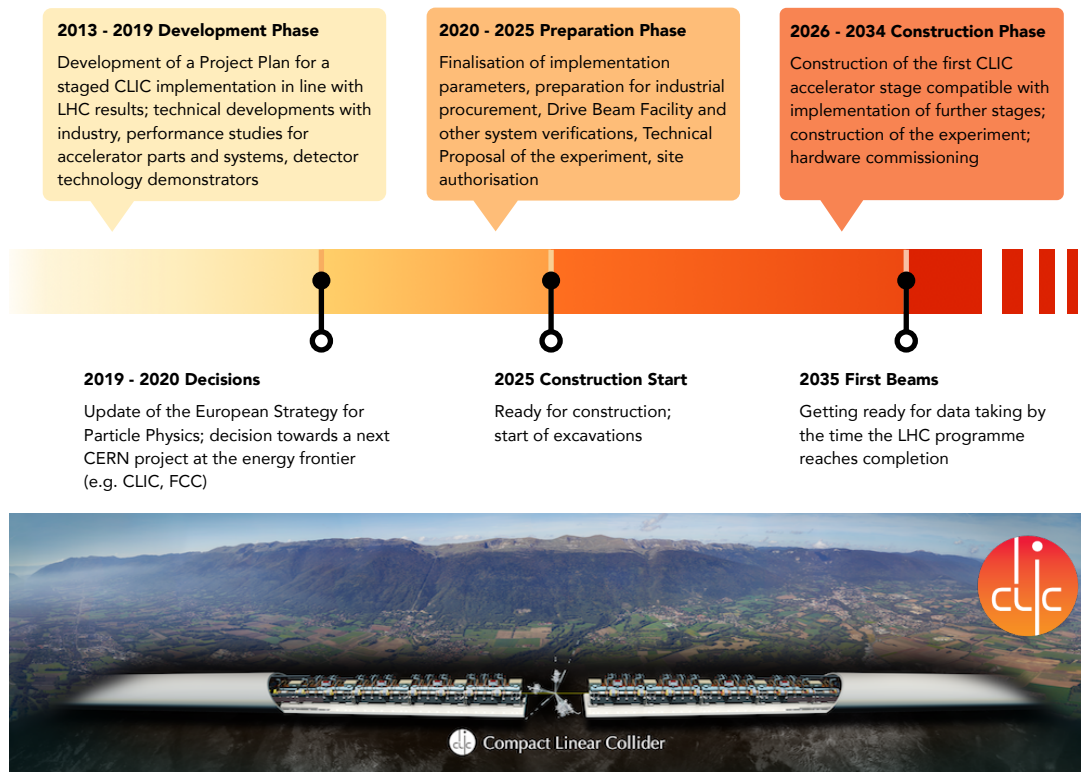 2013 - 2019 Development Phase
Development of a Project Plan for a
staged CLIC implementation in line with
LHC results; technical developments with
industry, performance studies for
accelerator parts and systems, detector
technology demonstrators
2020 - 2025 Preparation Phase
Finalisation of implementation
parameters, preparation for industrial
procurement, Drive Beam Facility and
other system verifications, Technical
Proposal of the experiment, site
authorisation
2026 - 2034 Construction Phase
Construction of the first CLIC
accelerator stage compatible with
implementation of further stages;
construction of the experiment;
hardware commissioning
2019 - 2020 Decisions
Update of the European Strategy for
Particle Physics; decision towards a next
CERN project at the energy frontier
(e.g. CLIC, FCC)
2025 Construction Start
Ready for construction;
start of excavations
2035 First Beams
Getting ready for data taking by
the time the LHC programme
reaches completion
clic
clic Compact Linear Collider